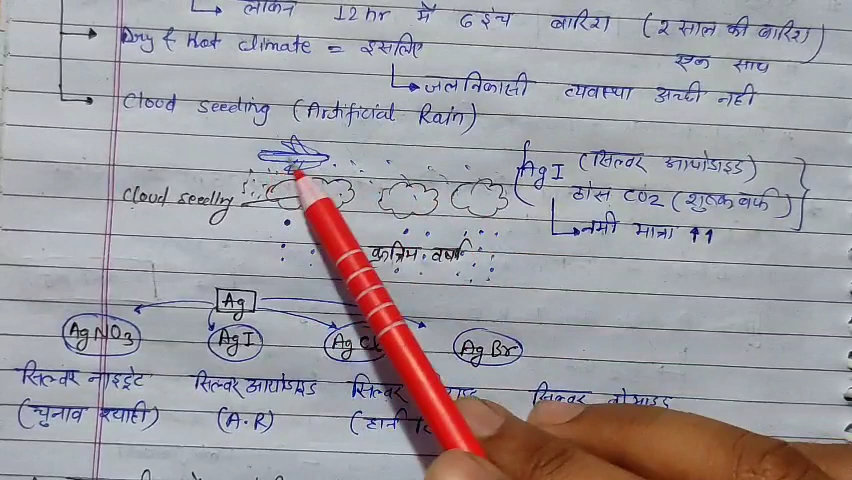 लेकिन 12 hr में 6 इंच बारिश (2 साल की बारिश)
एक साथ
Dry & Hot climate = इसलिए
जलनिकासी व्यवस्था अच्छी नही
Cloud seeding (Artificial Rain)
AgI (सिल्वर आयोडाइड)
Cloud seeding
ठोस CO2 (शुष्क बर्फ)
नमी मात्रा ↑↑
कृत्रिम वर्षा
Ag
AgNO3 AgI AgBr
सिल्वर नाइट्रेट सिल्वर आयोडाइड सिल्वर
(चुनाव स्याही) (A.R)